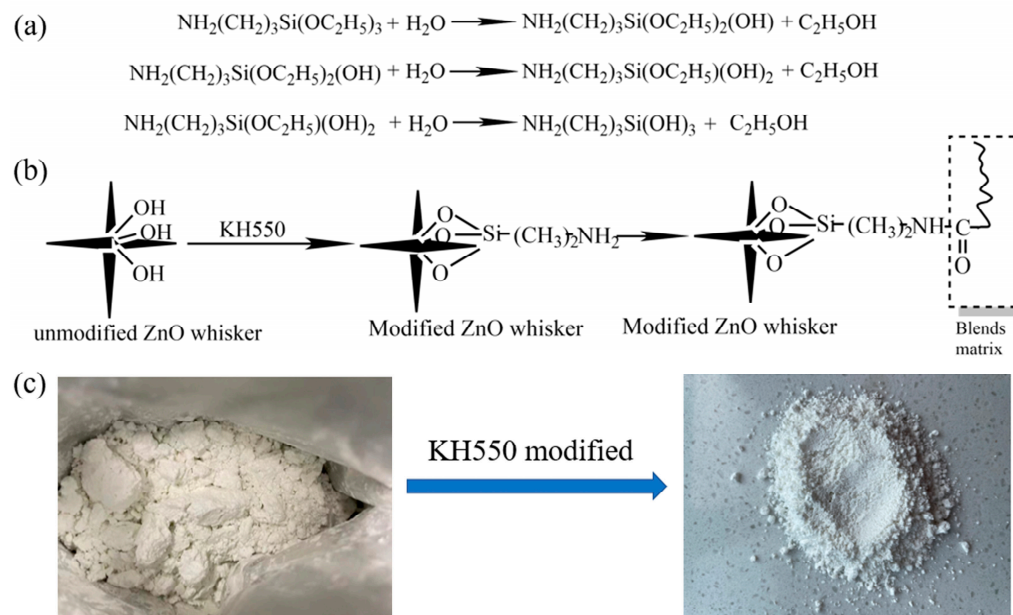 (a)
NH₂(CH₂)₃Si(OC₂H₅)₃ + H₂O → NH₂(CH₂)₃Si(OC₂H₅)₂(OH) + C₂H₅OH
NH₂(CH₂)₃Si(OC₂H₅)₂(OH) + H₂O → NH₂(CH₂)₃Si(OC₂H₅)(OH)₂ + C₂H₅OH
NH₂(CH₂)₃Si(OC₂H₅)(OH)₂ + H₂O → NH₂(CH₂)₃Si(OH)₃ + C₂H₅OH
(b)
OH
OH
OH
KH550
O
O
O
Si-(CH₃)₂NH₂
O
O
O
Si-(CH₃)₂NH-C
O
unmodified ZnO whisker
Modified ZnO whisker
Modified ZnO whisker
Blends
matrix
(c)
KH550 modified